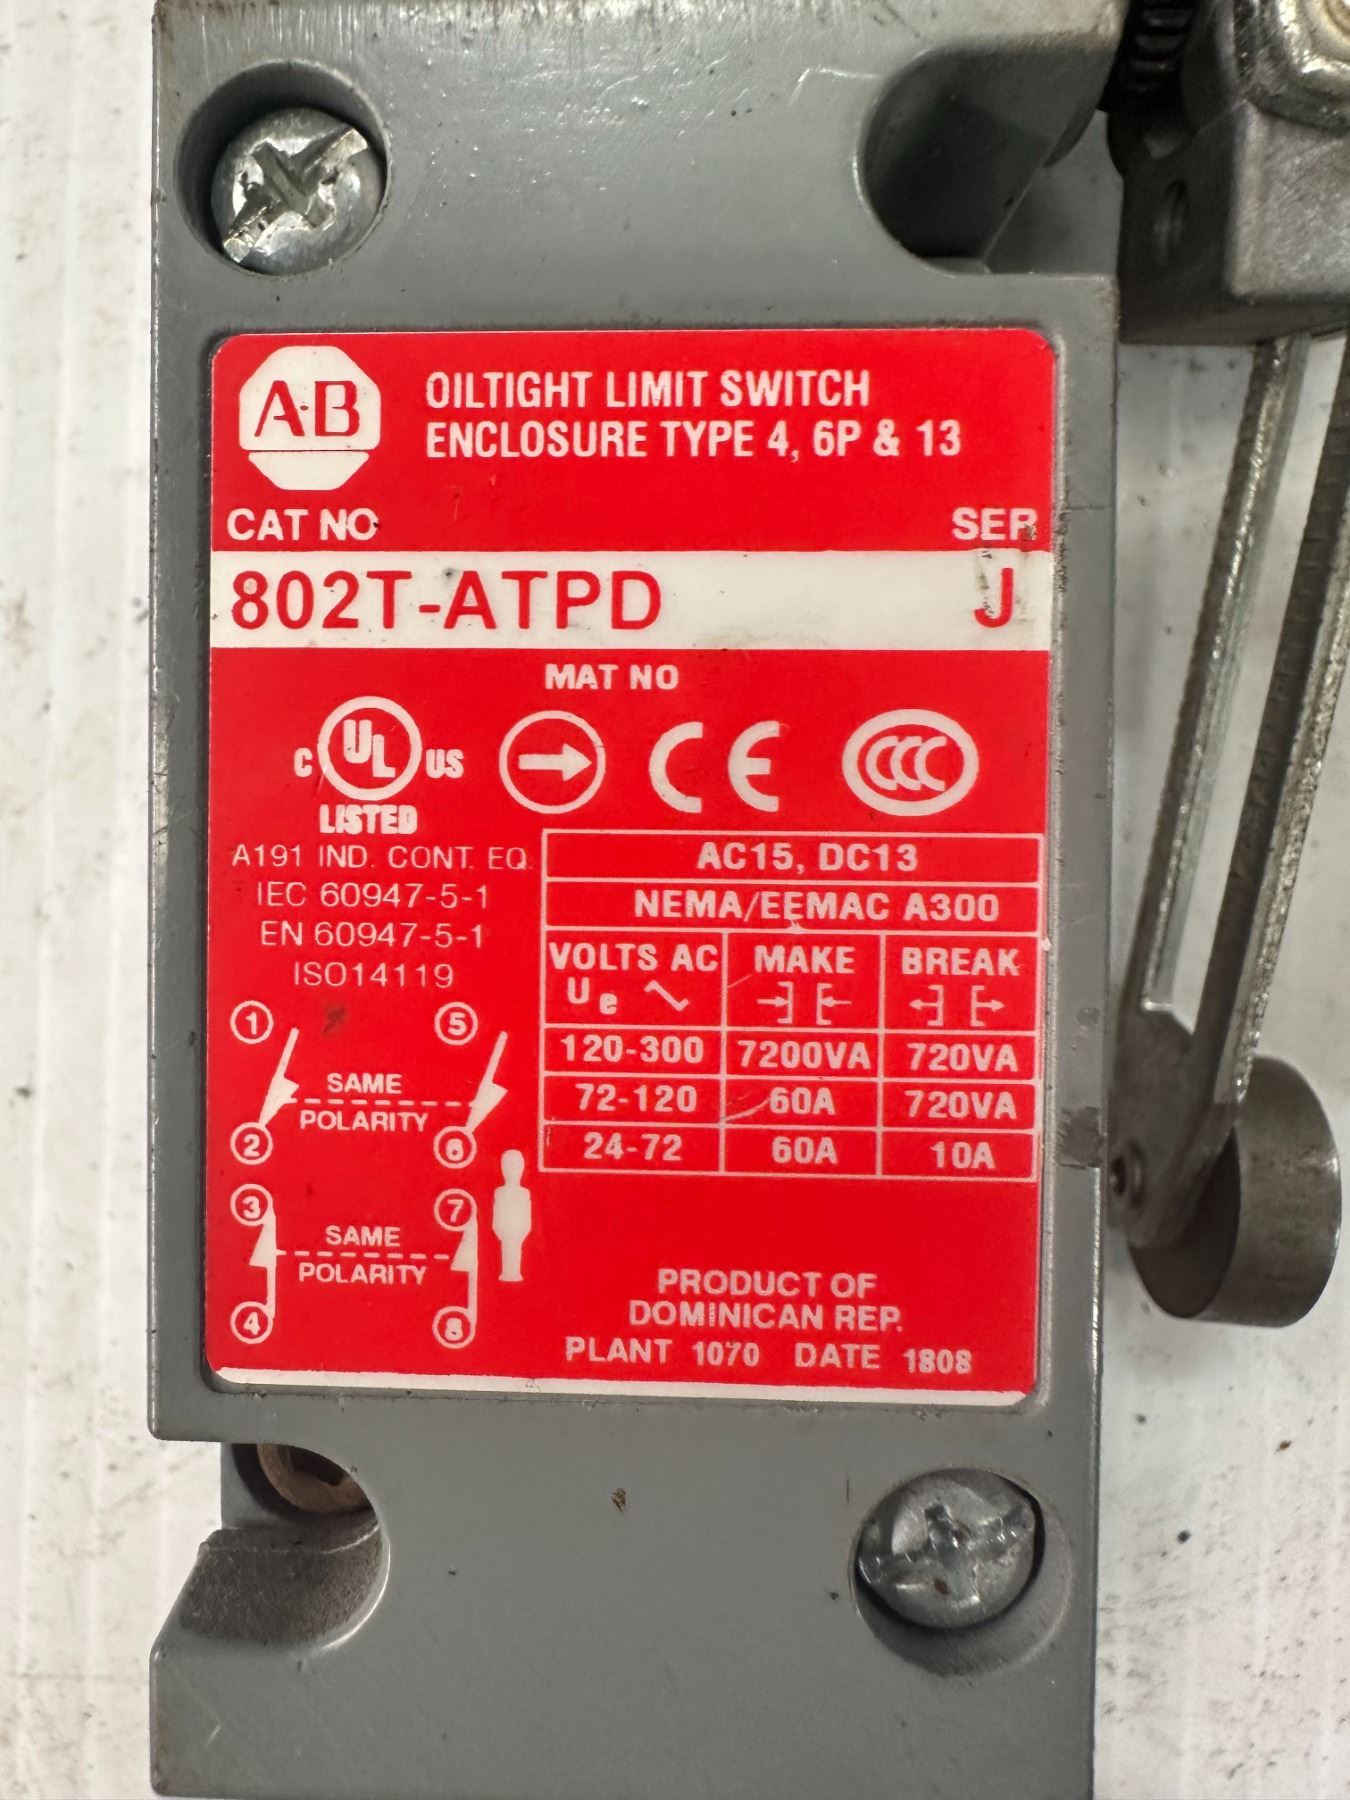 A·B
OILTIGHT LIMIT SWITCH
ENCLOSURE TYPE 4, 6P & 13
CAT NO
SER
802T-ATPD
J
MAT NO
C UL US
LISTED
CE
CCC
A191 IND. CONT. EQ.
IEC 60947-5-1
EN 60947-5-1
ISO14119
AC15, DC13
NEMA/EEMAC A300
VOLTS AC MAKE BREAK
Ue
120-300 7200VA 720VA
72-120 60A 720VA
24-72 60A 10A
1 5
SAME
POLARITY
2 6
3 7
SAME
POLARITY
4 8
PRODUCT OF
DOMINICAN REP.
PLANT 1070 DATE 1808